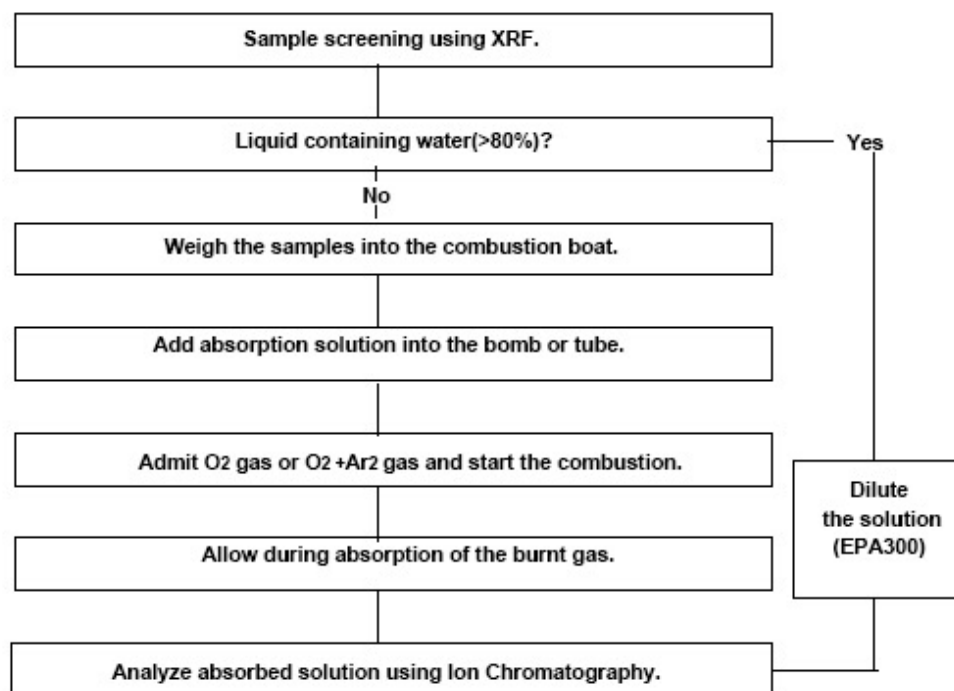 Sample screening using XRF.
Liquid containing water(>80%)?
Yes
No
Weigh the samples into the combustion boat.
Add absorption solution into the bomb or tube.
Admit O2 gas or O2 +Ar2 gas and start the combustion.
Dilute
the solution
(EPA300)
Allow during absorption of the burnt gas.
Analyze absorbed solution using Ion Chromatography.